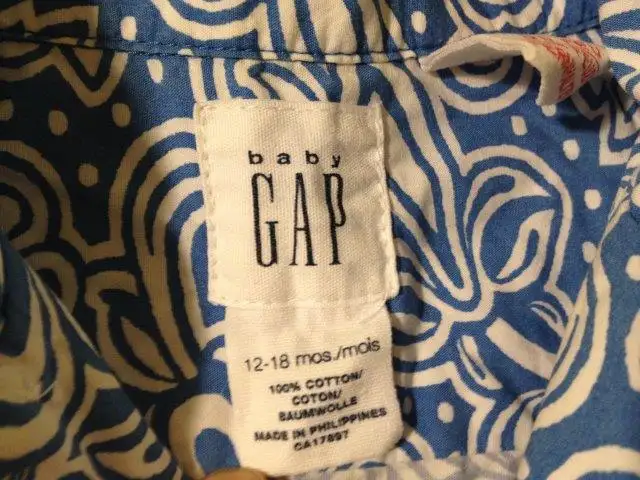 baby
GAP
12-18 mos./mois
100% COTTON/
COTON/
BAUMWOLLE
MADE IN PHILIPPINES
CA17897